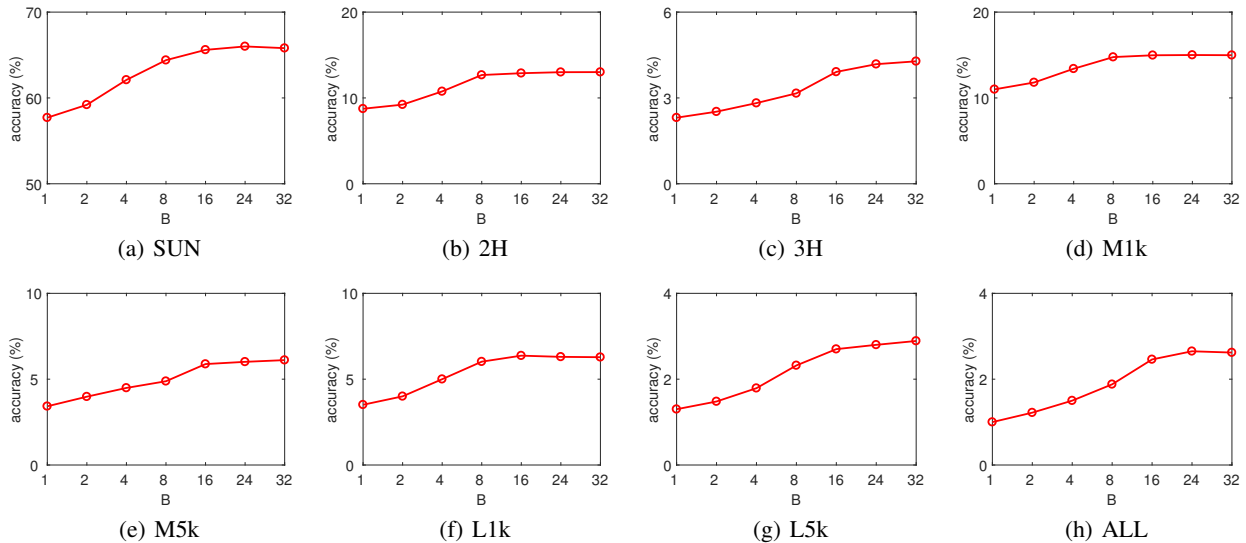 70
60
50
accuracy (%)
1 2 4 8 16 24 32
B
(a) SUN
20
10
0
accuracy (%)
1 2 4 8 16 24 32
B
(b) 2H
6
3
0
accuracy (%)
1 2 4 8 16 24 32
B
(c) 3H
20
10
0
accuracy (%)
1 2 4 8 16 24 32
B
(d) M1k
10
5
0
accuracy (%)
1 2 4 8 16 24 32
B
(e) M5k
10
5
0
accuracy (%)
1 2 4 8 16 24 32
B
(f) L1k
4
2
0
accuracy (%)
1 2 4 8 16 24 32
B
(g) L5k
4
2
0
accuracy (%)
1 2 4 8 16 24 32
B
(h) ALL